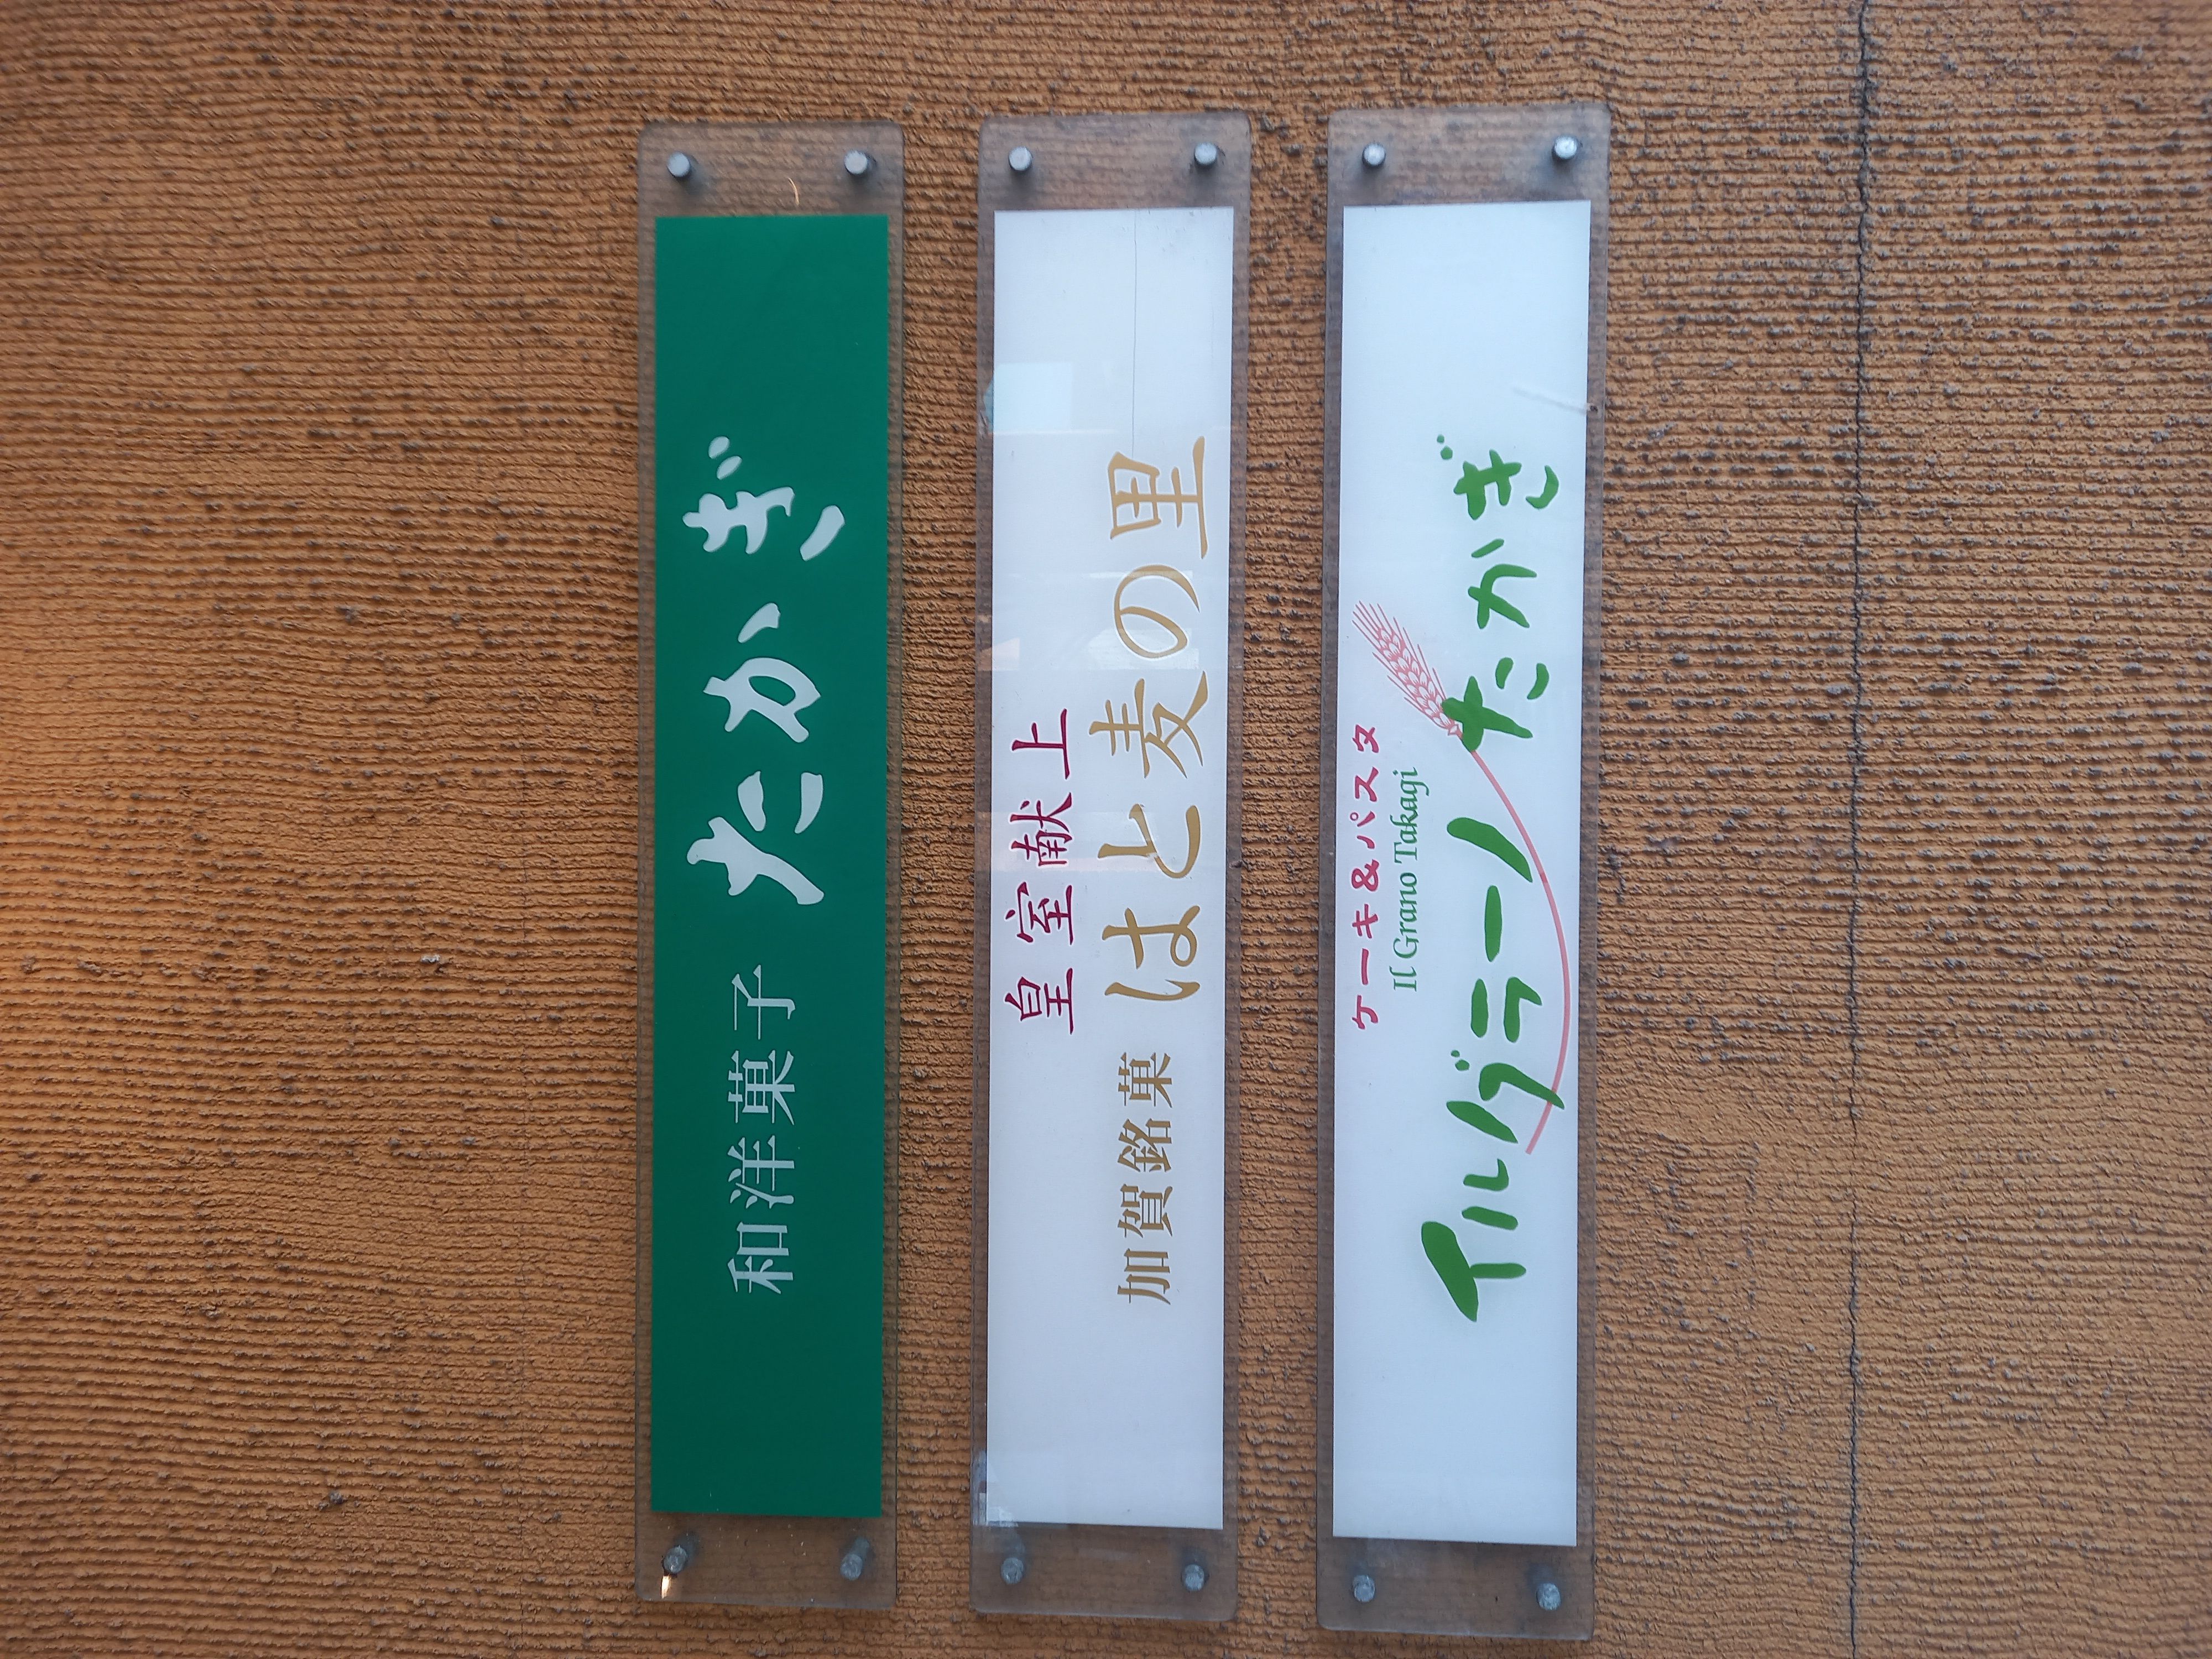 和洋菓子 たかぎ
皇室献上
加賀銘菓 はと麦の里
ケーキ&パスタ
Il Grano Takagi
イルグラーノ たかぎ